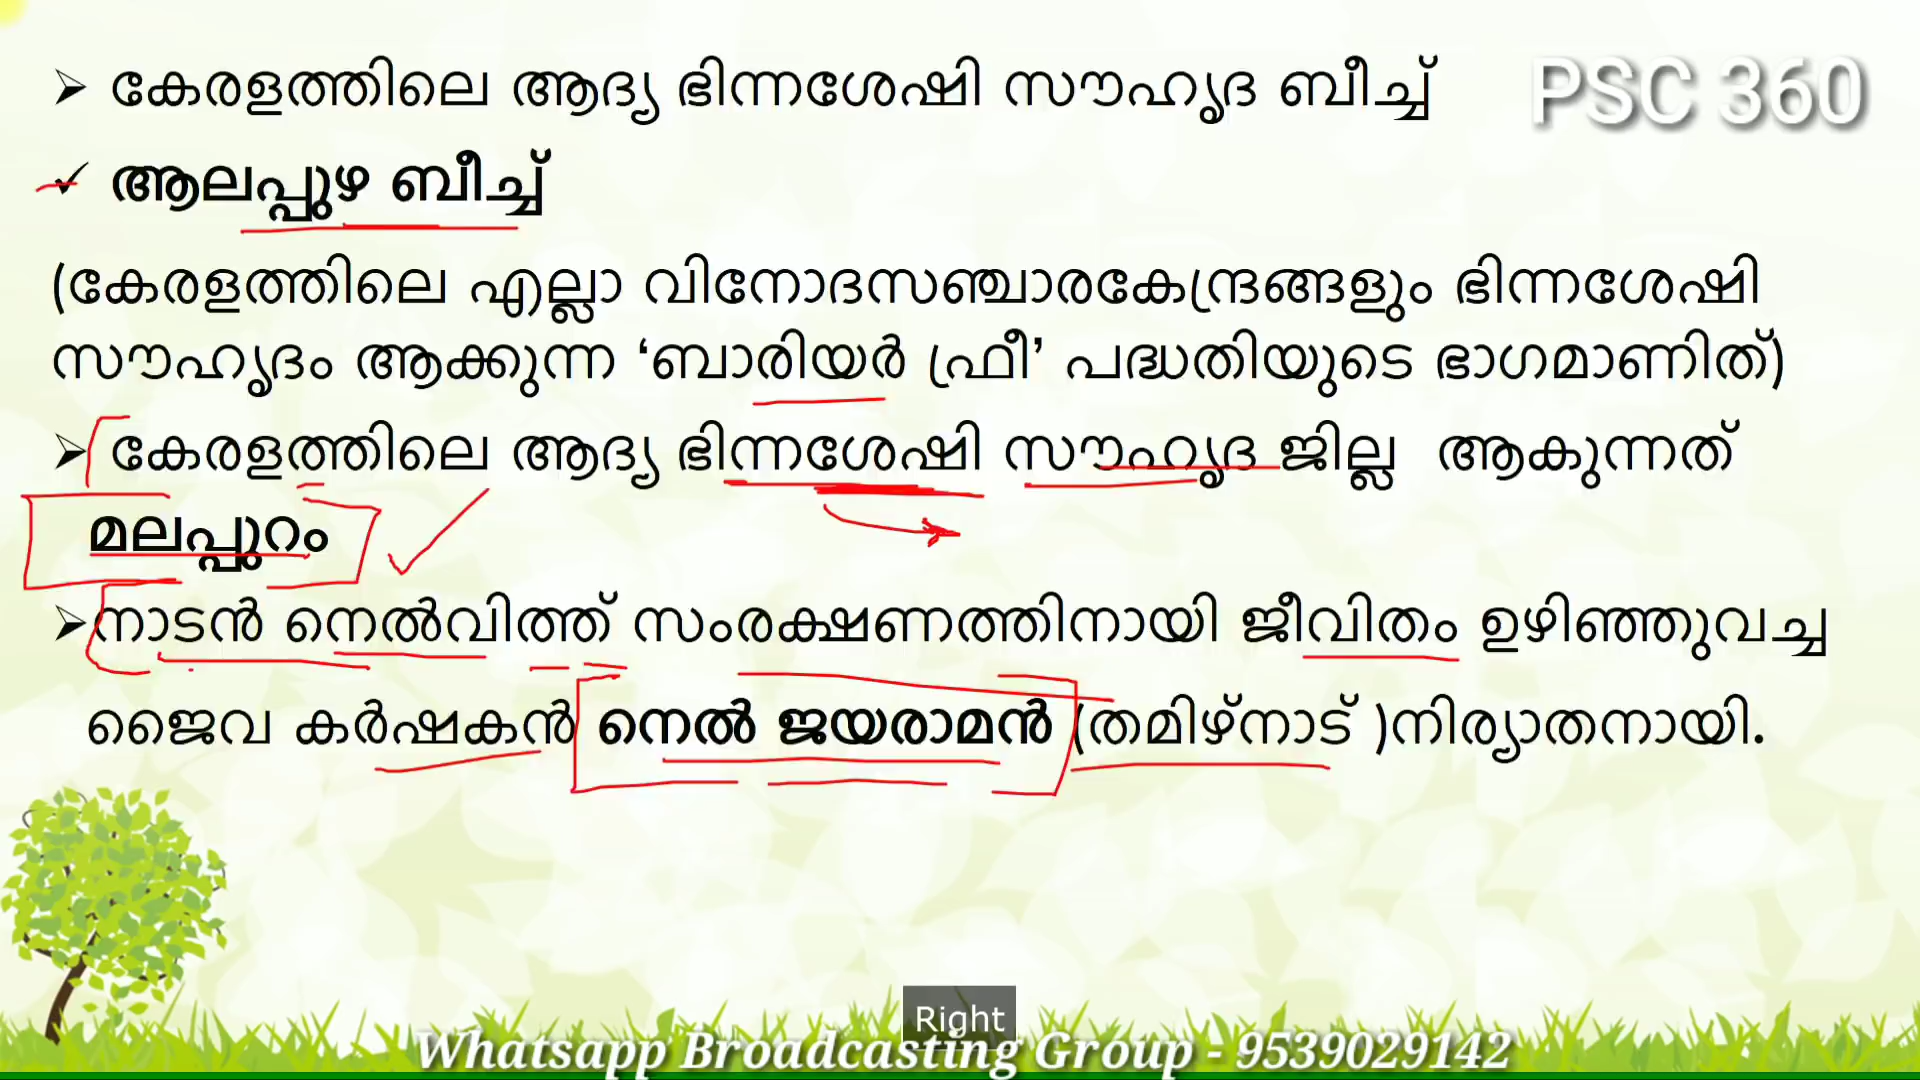 കേരളത്തിലെ ആദ്യ ഭിന്നശേഷി സൗഹൃദ ബീച്ച്
PSC 360
ആലപ്പുഴ ബീച്ച്
(കേരളത്തിലെ എല്ലാ വിനോദസഞ്ചാരകേന്ദ്രങ്ങളും ഭിന്നശേഷി
സൗഹൃദം ആക്കുന്ന ‘ബാരിയർ ഫ്രീ’ പദ്ധതിയുടെ ഭാഗമാണിത്)
കേരളത്തിലെ ആദ്യ ഭിന്നശേഷി സൗഹൃദ ജില്ല ആകുന്നത്
മലപ്പുറം
നാടൻ നെൽവിത്ത് സംരക്ഷണത്തിനായി ജീവിതം ഉഴിഞ്ഞുവച്ച
ജൈവ കർഷകൻ നെൽ ജയരാമൻ (തമിഴ്നാട് )നിര്യാതനായി.
Right
Whatsapp Broadcasting Group - 9539029142